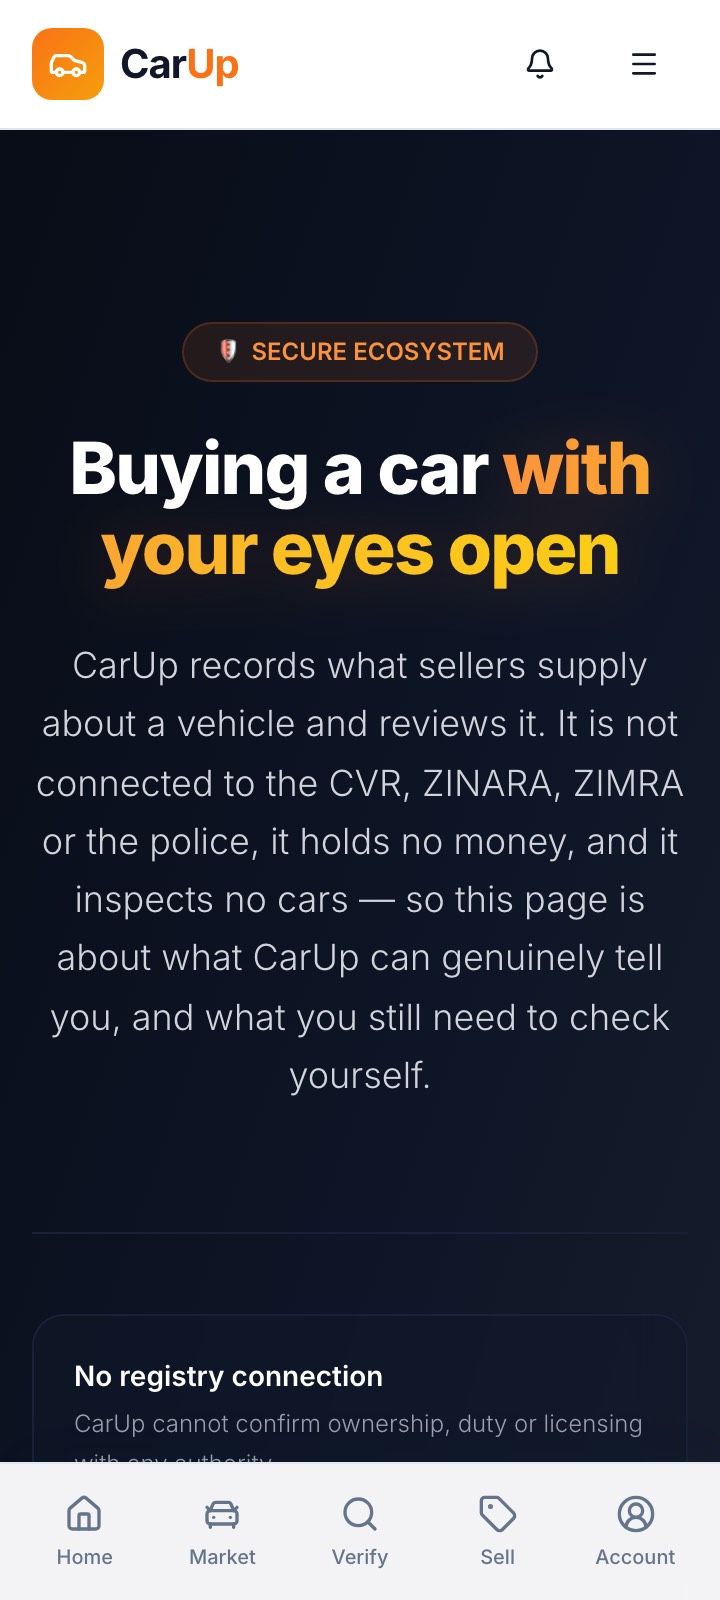 CarUp
SECURE ECOSYSTEM
Buying a car with
your eyes open
CarUp records what sellers supply
about a vehicle and reviews it. It is not
connected to the CVR, ZINARA, ZIMRA
or the police, it holds no money, and it
inspects no cars — so this page is
about what CarUp can genuinely tell
you, and what you still need to check
yourself.
No registry connection
CarUp cannot confirm ownership, duty or licensing
with any authority.
Home
Market
Verify
Sell
Account